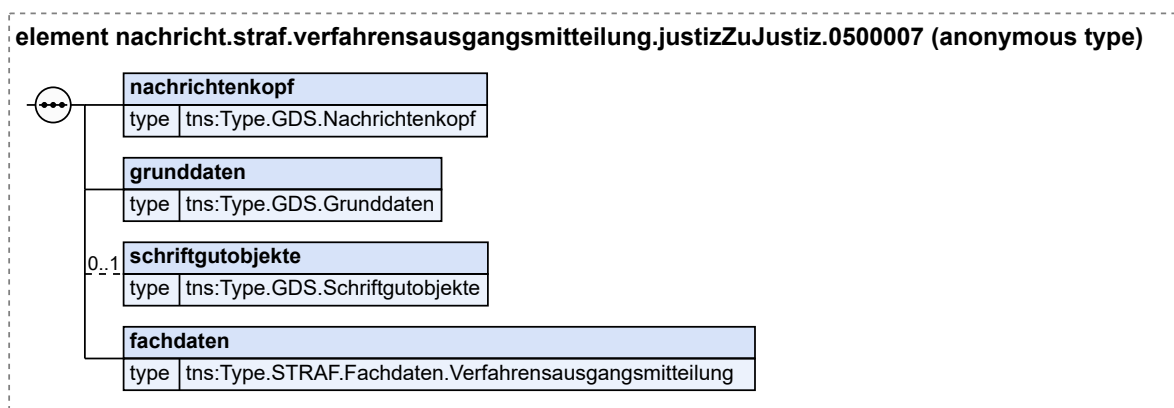 element nachricht.straf.verfahrensausgangsmitteilung.justizZuJustiz.0500007 (anonymous type)
nachrichtenkopf
type tns:Type.GDS.Nachrichtenkopf
grunddaten
type tns:Type.GDS.Grunddaten
0..1
schriftgutobjekte
type tns:Type.GDS.Schriftgutobjekte
fachdaten
type tns:Type.STRAF.Fachdaten.Verfahrensausgangsmitteilung